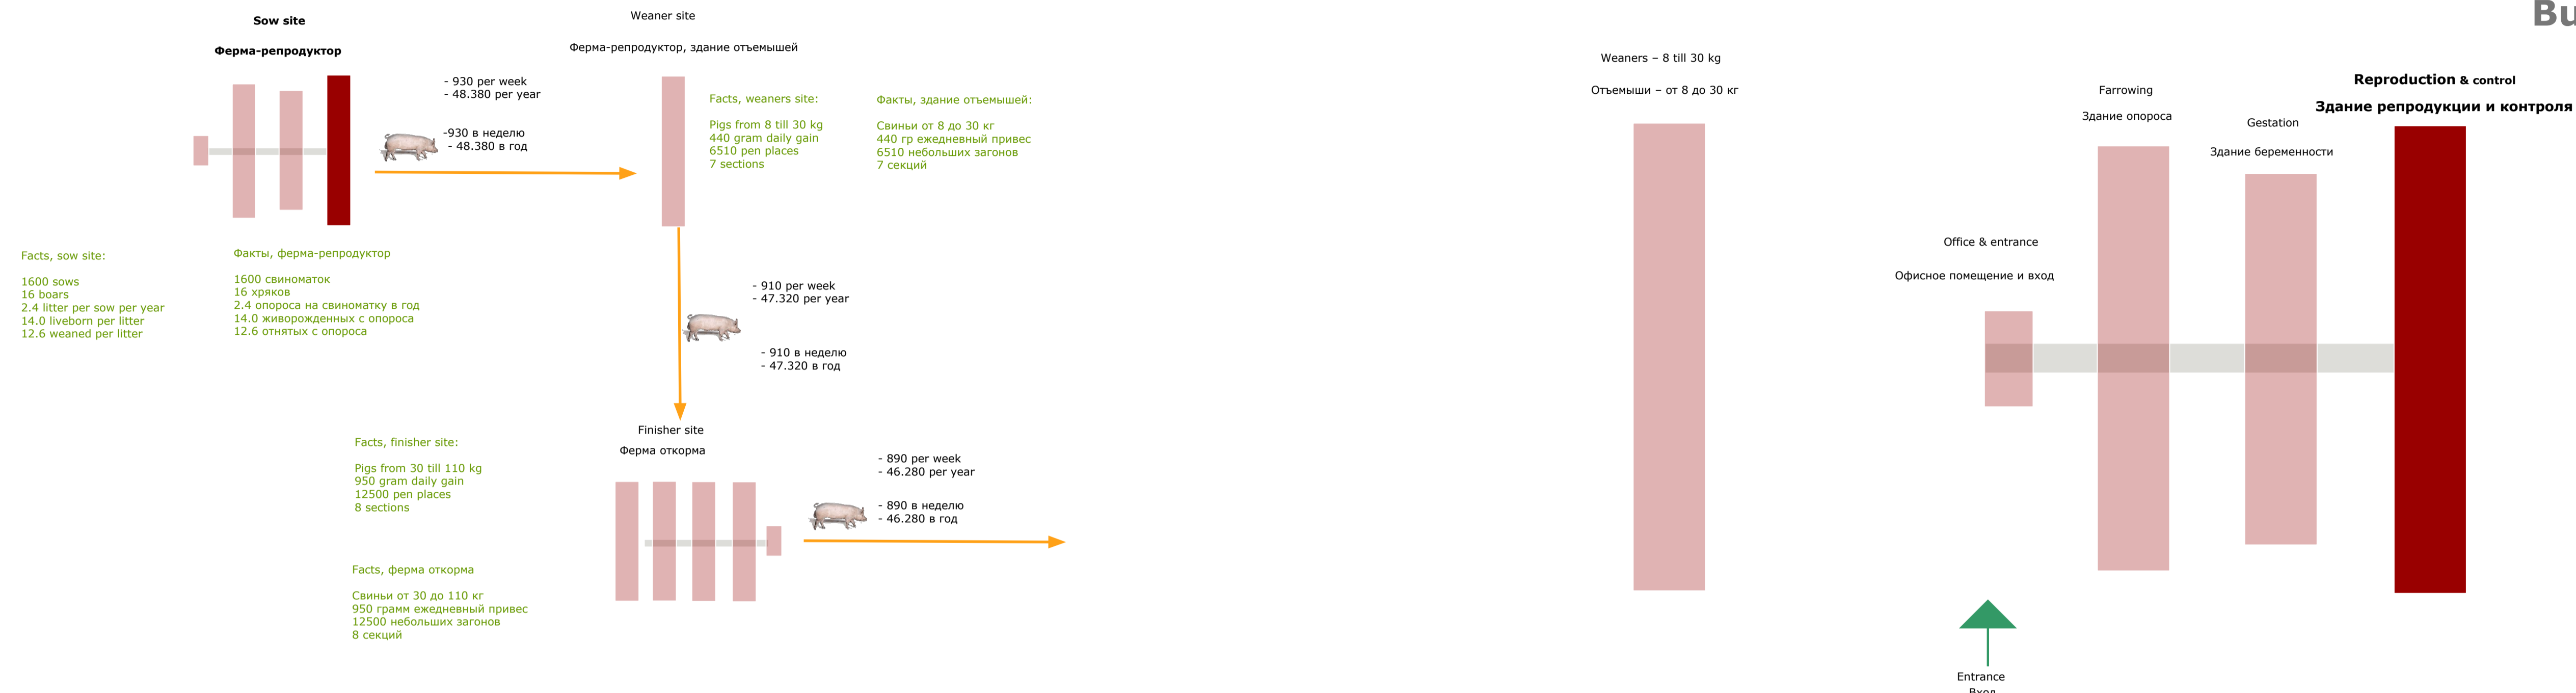 Sow site
Ферма-репродуктор
- 930 per week
- 48.380 per year
-930 в неделю
- 48.380 в год
Weaner site
Ферма-репродуктор, здание отъемышей
Facts, weaners site:
Pigs from 8 till 30 kg
440 gram daily gain
6510 pen places
7 sections
Факты, здание отъемышей:
Свиньи от 8 до 30 кг
440 гр ежедневный привес
6510 небольших загонов
7 секций
Facts, sow site:
1600 sows
16 boars
2.4 litter per sow per year
14.0 liveborn per litter
12.6 weaned per litter
Факты, ферма-репродуктор
1600 свиноматок
16 хряков
2.4 опороса на свиноматку в год
14.0 живорожденных с опороса
12.6 отнятых с опороса
- 910 per week
- 47.320 per year
- 910 в неделю
- 47.320 в год
Finisher site
Ферма откорма
Facts, finisher site:
Pigs from 30 till 110 kg
950 gram daily gain
12500 pen places
8 sections
Facts, ферма откорма
Свиньи от 30 до 110 кг
950 грамм ежедневный привес
12500 небольших загонов
8 секций
- 890 per week
- 46.280 per year
- 890 в неделю
- 46.280 в год
Bu
Weaners – 8 till 30 kg
Отъемыши – от 8 до 30 кг
Office & entrance
Офисное помещение и вход
Farrowing
Здание опороса
Gestation
Здание беременности
Reproduction & control
Здание репродукции и контроля
Entrance
Вход